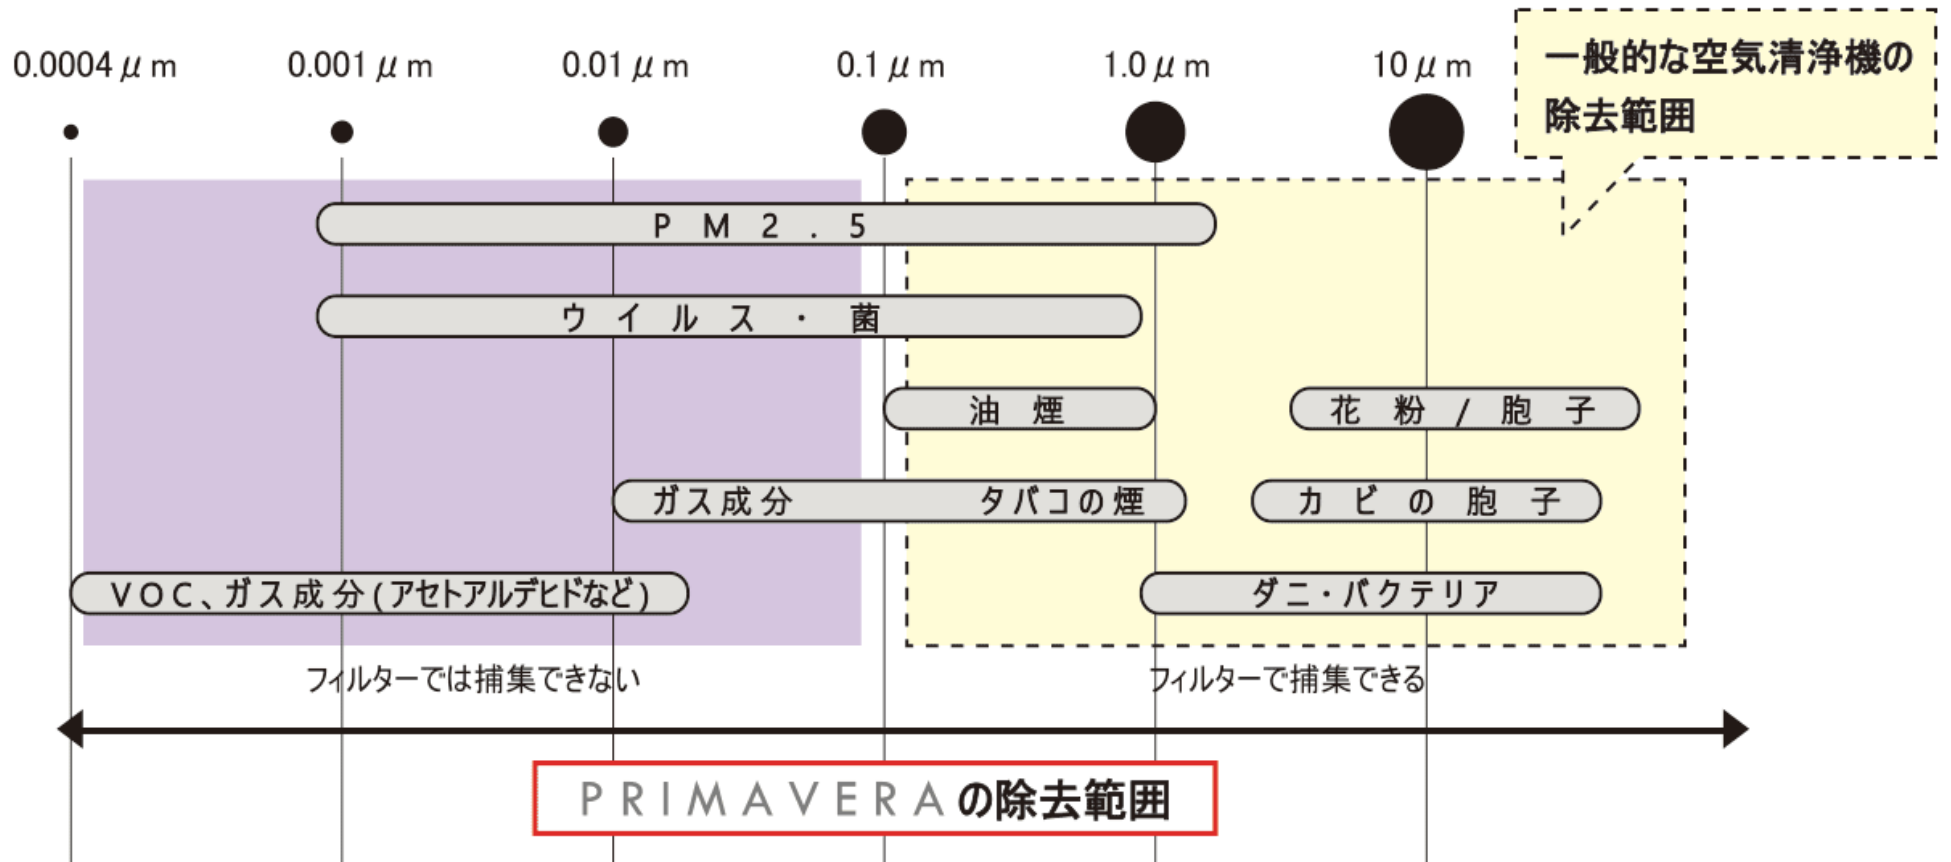 0.0004μm
0.001μm
0.01μm
0.1μm
1.0μm
10μm
一般的な空気清浄機の
除去範囲
PM2.5
ウイルス・菌
油煙
花粉/胞子
ガス成分 タバコの煙
カビの胞子
VOC、ガス成分(アセトアルデヒドなど)
ダニ・バクテリア
フィルターでは捕集できない
フィルターで捕集できる
PRIMAVERAの除去範囲